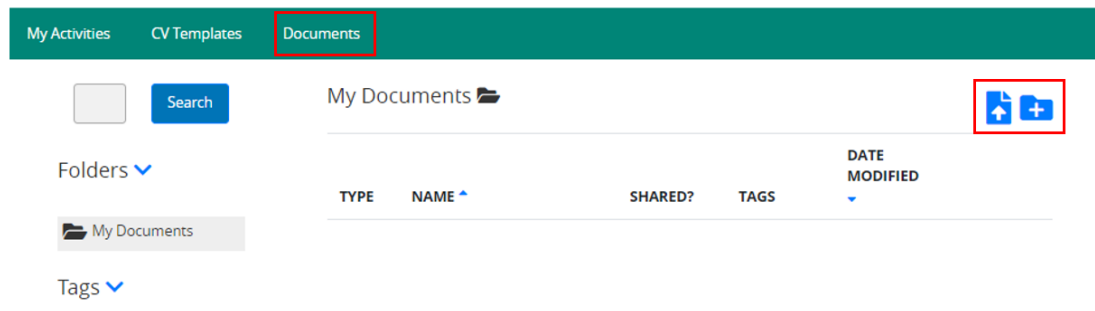 My Activities CV Templates Documents
Search
My Documents
Folders
DATE
MODIFIED
TYPE NAME SHARED? TAGS
My Documents
Tags